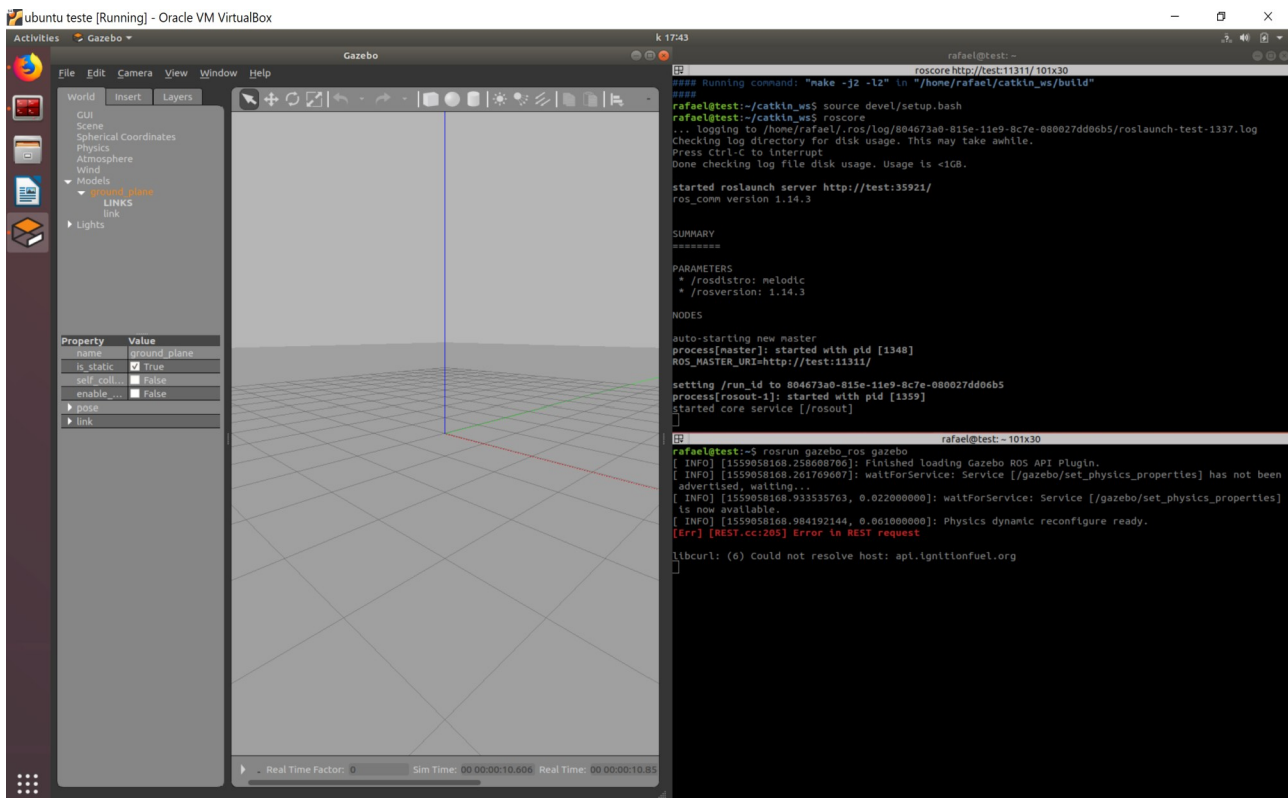 ubuntu teste [Running] - Oracle VM VirtualBox
Activities Gazebo k 17:43
Gazebo
File Edit Camera View Window Help
World Insert Layers
GUI
Scene
Spherical Coordinates
Physics
Atmosphere
Wind
Models
ground_plane
LINKS
link
Lights
Property Value
name ground_plane
is_static True
self_coll... False
enable_... False
pose
link
Real Time Factor: 0 Sim Time: 00 00:00:10.606 Real Time: 00 00:00:10.85
rafael@test: ~
roscore http://test:11311/ 101x30
#### Running command: "make -j2 -l2" in "/home/rafael/catkin_ws/build"
####
rafael@test:~/catkin_ws$ source devel/setup.bash
rafael@test:~/catkin_ws$ roscore
... logging to /home/rafael/.ros/log/804673a0-815e-11e9-8c7e-080027dd06b5/roslaunch-test-1337.log
Checking log directory for disk usage. This may take awhile.
Press Ctrl-C to interrupt
Done checking log file disk usage. Usage is <1GB.
started roslaunch server http://test:35921/
ros_comm version 1.14.3
SUMMARY
========
PARAMETERS
* /rosdistro: melodic
* /rosversion: 1.14.3
NODES
auto-starting new master
process[master]: started with pid [1348]
ROS_MASTER_URI=http://test:11311/
setting /run_id to 804673a0-815e-11e9-8c7e-080027dd06b5
process[rosout-1]: started with pid [1359]
started core service [/rosout]
rafael@test: ~ 101x30
rafael@test:~$ rosrun gazebo_ros gazebo
[ INFO] [1559058168.258608706]: Finished loading Gazebo ROS API Plugin.
[ INFO] [1559058168.261769607]: waitForService: Service [/gazebo/set_physics_properties] has not been
advertised, waiting...
[ INFO] [1559058168.933535763, 0.022000000]: waitForService: Service [/gazebo/set_physics_properties]
is now available.
[ INFO] [1559058168.984192144, 0.061000000]: Physics dynamic reconfigure ready.
[Err] [REST.cc:205] Error in REST request
libcurl: (6) Could not resolve host: api.ignitionfuel.org